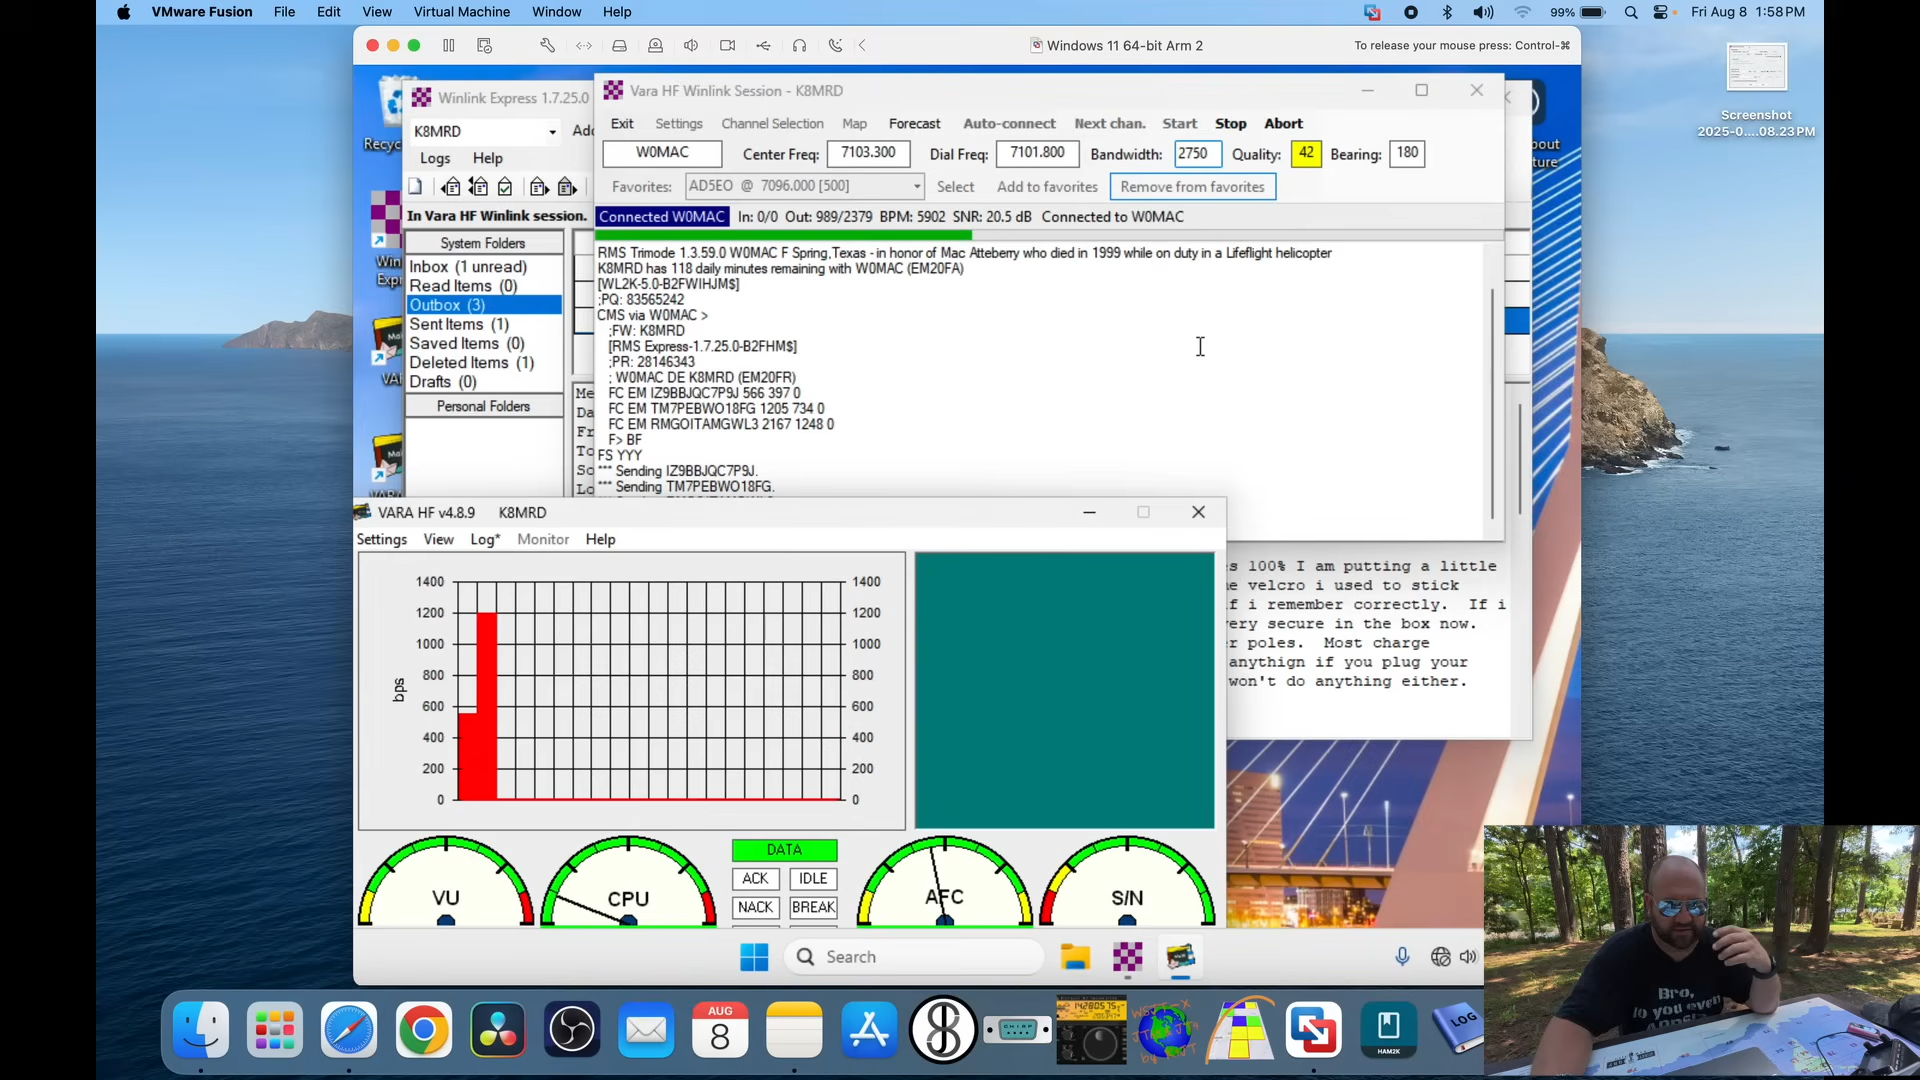 VMware Fusion File Edit View Virtual Machine Window Help 99% Fri Aug 8 1:58PM
Windows 11 64-bit Arm 2 To release your mouse press: Control-⌘
Screenshot
2025-0....08.23PM
Winlink Express 1.7.25.0
K8MRD
Logs Help
In Vara HF Winlink session.
System Folders
Inbox (1 unread)
Read Items (0)
Outbox (3)
Sent Items (1)
Saved Items (0)
Deleted Items (1)
Drafts (0)
Personal Folders
Vara HF Winlink Session - K8MRD
Exit Settings Channel Selection Map Forecast Auto-connect Next chan. Start Stop Abort
W0MAC Center Freq: 7103.300 Dial Freq: 7101.800 Bandwidth: 2750 Quality: 42 Bearing: 180
Favorites: AD5EO @ 7096.000 [500] Select Add to favorites Remove from favorites
Connected W0MAC In: 0/0 Out: 989/2379 BPM: 5902 SNR: 20.5 dB Connected to W0MAC
RMS Trimode 1.3.59.0 W0MAC F Spring,Texas - in honor of Mac Atteberry who died in 1999 while on duty in a Lifeflight helicopter
K8MRD has 118 daily minutes remaining with W0MAC (EM20FA)
[WL2K-5.0-B2FWIHJM$]
;PQ: 83565242
CMS via W0MAC >
;FW: K8MRD
[RMS Express-1.7.25.0-B2FHM$]
;PR: 28146343
; W0MAC DE K8MRD (EM20FR)
FC EM IZ9BBJQC7P9J 566 397 0
FC EM TM7PEBWO18FG 1205 734 0
FC EM RMGOITAMGWL3 2167 1248 0
F> BF
FS YYY
*** Sending IZ9BBJQC7P9J.
*** Sending TM7PEBWO18FG.
s 100% I am putting a little
e velcro i used to stick
f i remember correctly. If i
ery secure in the box now.
r poles. Most charge
anythign if you plug your
won't do anything either.
VARA HF v4.8.9 K8MRD
Settings View Log* Monitor Help
bps
1400 1400
1200 1200
1000 1000
800 800
600 600
400 400
200 200
0 0
VU CPU AFC S/N
DATA
ACK IDLE
NACK BREAK
Search
AUG
8
CHIRP
HAM2K
LOG
Bro,